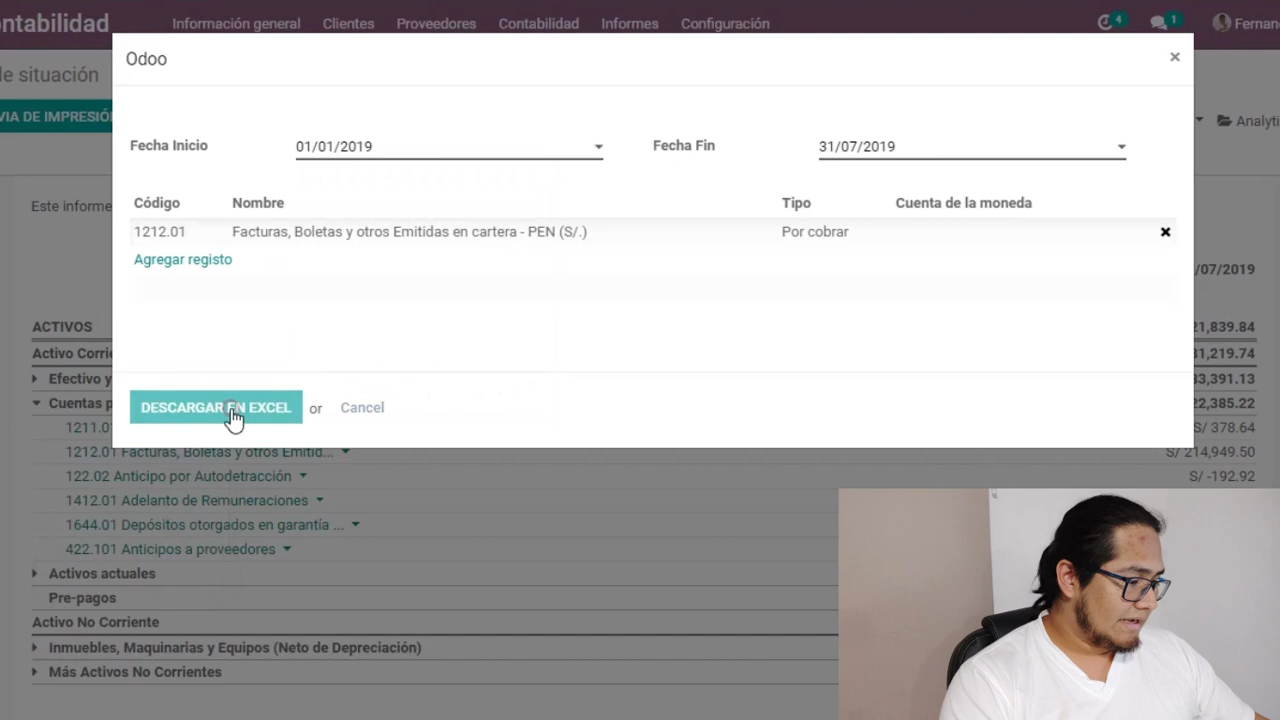 ntabilidad Información general Clientes Proveedores Contabilidad Informes Configuración 4 1 Fernan
Odoo ×
e situación
VIA DE IMPRESIÓ
Analyti
Fecha Inicio 01/01/2019 Fecha Fin 31/07/2019
Este informe
Código Nombre Tipo Cuenta de la moneda
1212.01 Facturas, Boletas y otros Emitidas en cartera - PEN (S/.) Por cobrar
Agregar registo
/07/2019
ACTIVOS 21,839.84
Activo Corrie 31,219.74
Efectivo y 33,391.13
Cuentas p 22,385.22
DESCARGAR EN EXCEL or Cancel
1211.0 S/ 378.64
1212.01 Facturas, Boletas y otros Emitid... S/ 214,949.50
122.02 Anticipo por Autodetracción S/ -192.92
1412.01 Adelanto de Remuneraciones
1644.01 Depósitos otorgados en garantía ...
422.101 Anticipos a proveedores
Activos actuales
Pre-pagos
Activo No Corriente
Inmuebles, Maquinarias y Equipos (Neto de Depreciación)
Más Activos No Corrientes